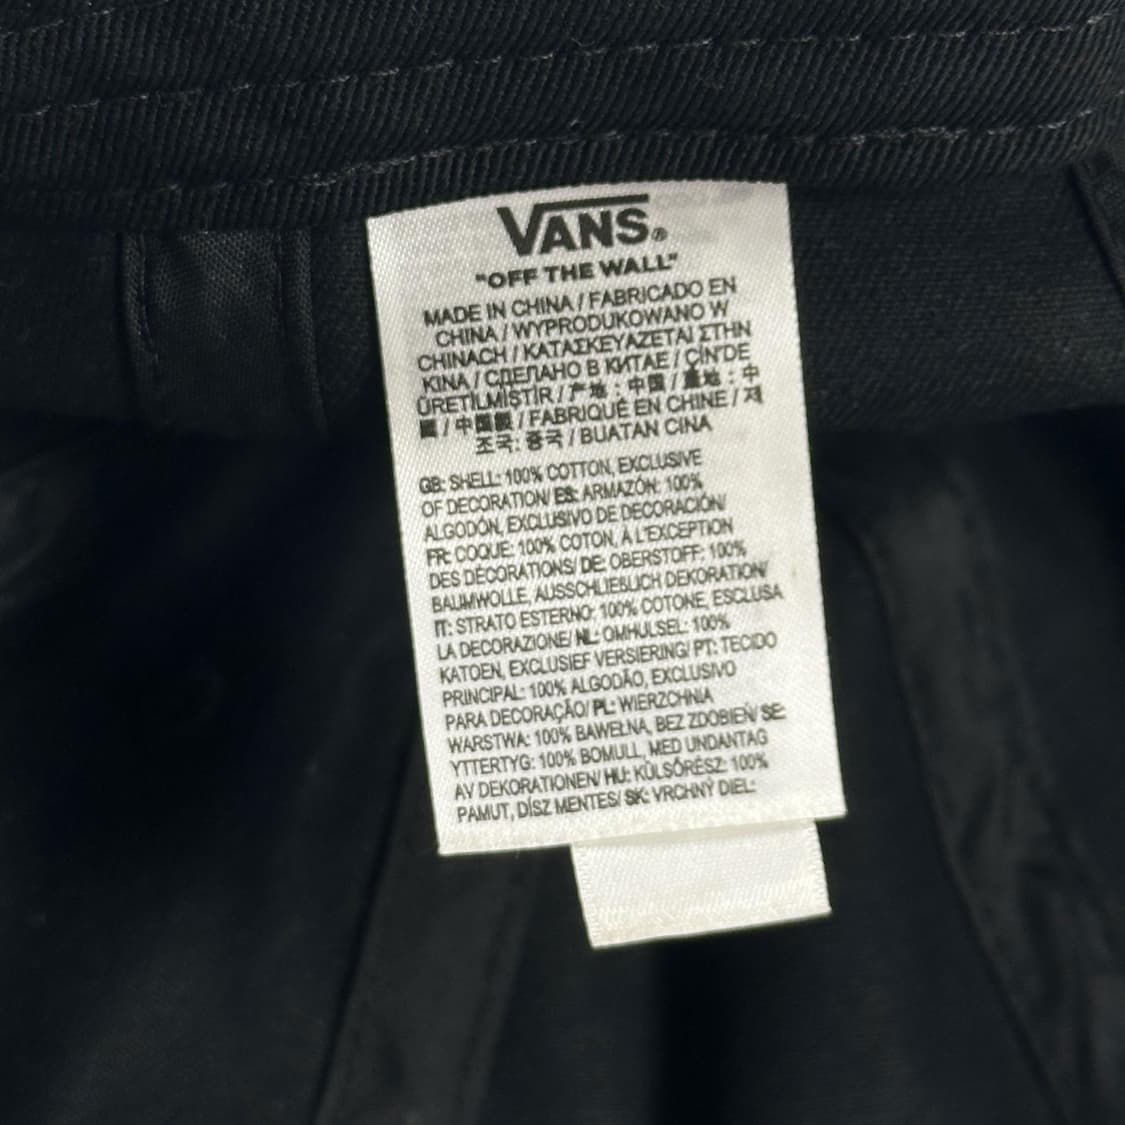 VANS®
"OFF THE WALL"
MADE IN CHINA / FABRICADO EN
CHINA / WYPRODUKOWANO W
CHINACH / ΚΑΤΑΣΚΕΥΑΖΕΤΑΙ ΣΤΗΝ
ΚΙΝΑ / СДЕЛАНО В КИТАЕ / ÇİN'DE
ÜRETİLMİŞTİR / 产地 : 中国 / 產地 : 中
國 / 中国製 / FABRIQUÉ EN CHINE / 제
조국: 중국 / BUATAN CINA
GB: SHELL: 100% COTTON, EXCLUSIVE
OF DECORATION/ ES: ARMAZÓN: 100%
ALGODÓN, EXCLUSIVO DE DECORACIÓN/
FR: COQUE: 100% COTON, À L'EXCEPTION
DES DÉCORATIONS/ DE: OBERSTOFF: 100%
BAUMWOLLE, AUSSCHLIEBLICH DEKORATION/
IT: STRATO ESTERNO: 100% COTONE, ESCLUSA
LA DECORAZIONE/ NL: OMHULSEL: 100%
KATOEN, EXCLUSIEF VERSIERING/ PT: TECIDO
PRINCIPAL: 100% ALGODÃO, EXCLUSIVO
PARA DECORAÇÃO/ PL: WIERZCHNIA
WARSTWA: 100% BAWEŁNA, BEZ ZDOBIEŃ/ SE:
YTTERTYG: 100% BOMULL, MED UNDANTAG
AV DEKORATIONEN/ HU: KÜLSŐRÉSZ: 100%
PAMUT, DÍSZ MENTES/ SK: VRCHNÝ DIEL: